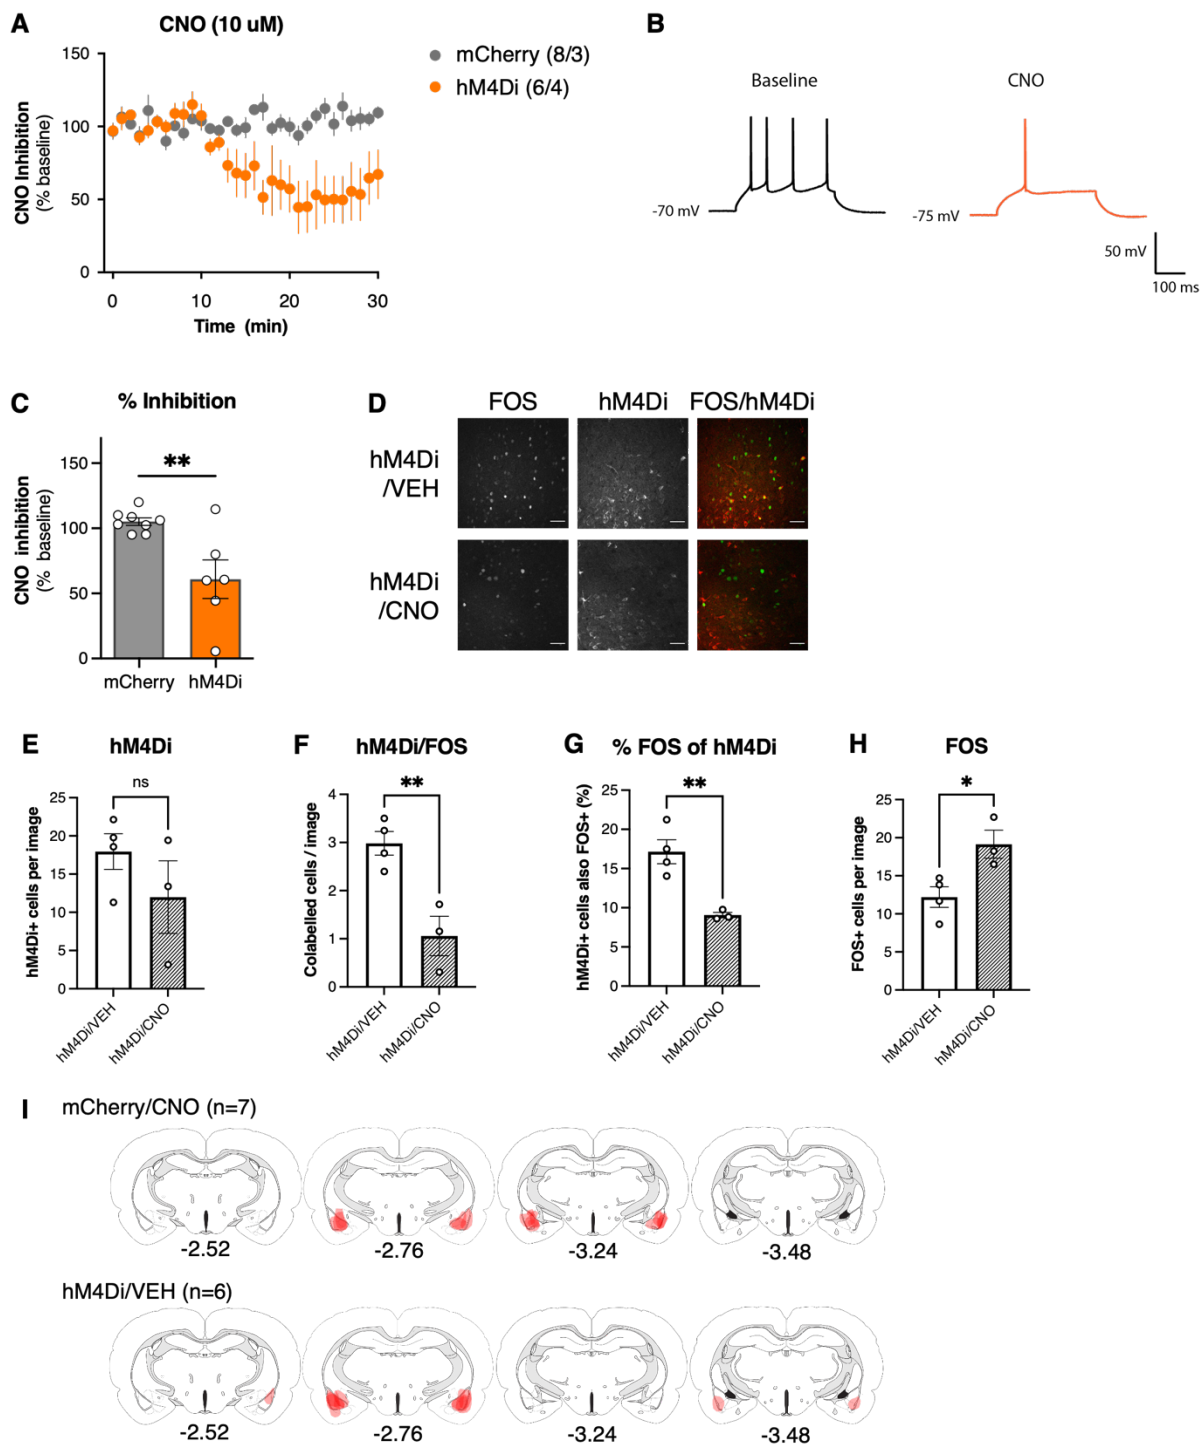 A
CNO (10 uM)
CNO Inhibition
(% baseline)
150
100
50
0
0 10 20 30
Time (min)
mCherry (8/3)
hM4Di (6/4)
B
Baseline
CNO
-70 mV
-75 mV
50 mV
100 ms
C
% Inhibition
CNO inhibition
(% baseline)
**
150
100
50
0
mCherry hM4Di
D
FOS hM4Di FOS/hM4Di
hM4Di
/VEH
hM4Di
/CNO
E
hM4Di
hM4Di+ cells per image
ns
25
20
15
10
5
0
hM4Di/VEH
hM4Di/CNO
F
hM4Di/FOS
Colabelled cells / image
**
4
3
2
1
0
hM4Di/VEH
hM4Di/CNO
G
% FOS of hM4Di
hM4Di+ cells also FOS+ (%)
**
25
20
15
10
5
0
hM4Di/VEH
hM4Di/CNO
H
FOS
FOS+ cells per image
*
25
20
15
10
5
0
hM4Di/VEH
hM4Di/CNO
I
mCherry/CNO (n=7)
-2.52 -2.76 -3.24 -3.48
hM4Di/VEH (n=6)
-2.52 -2.76 -3.24 -3.48